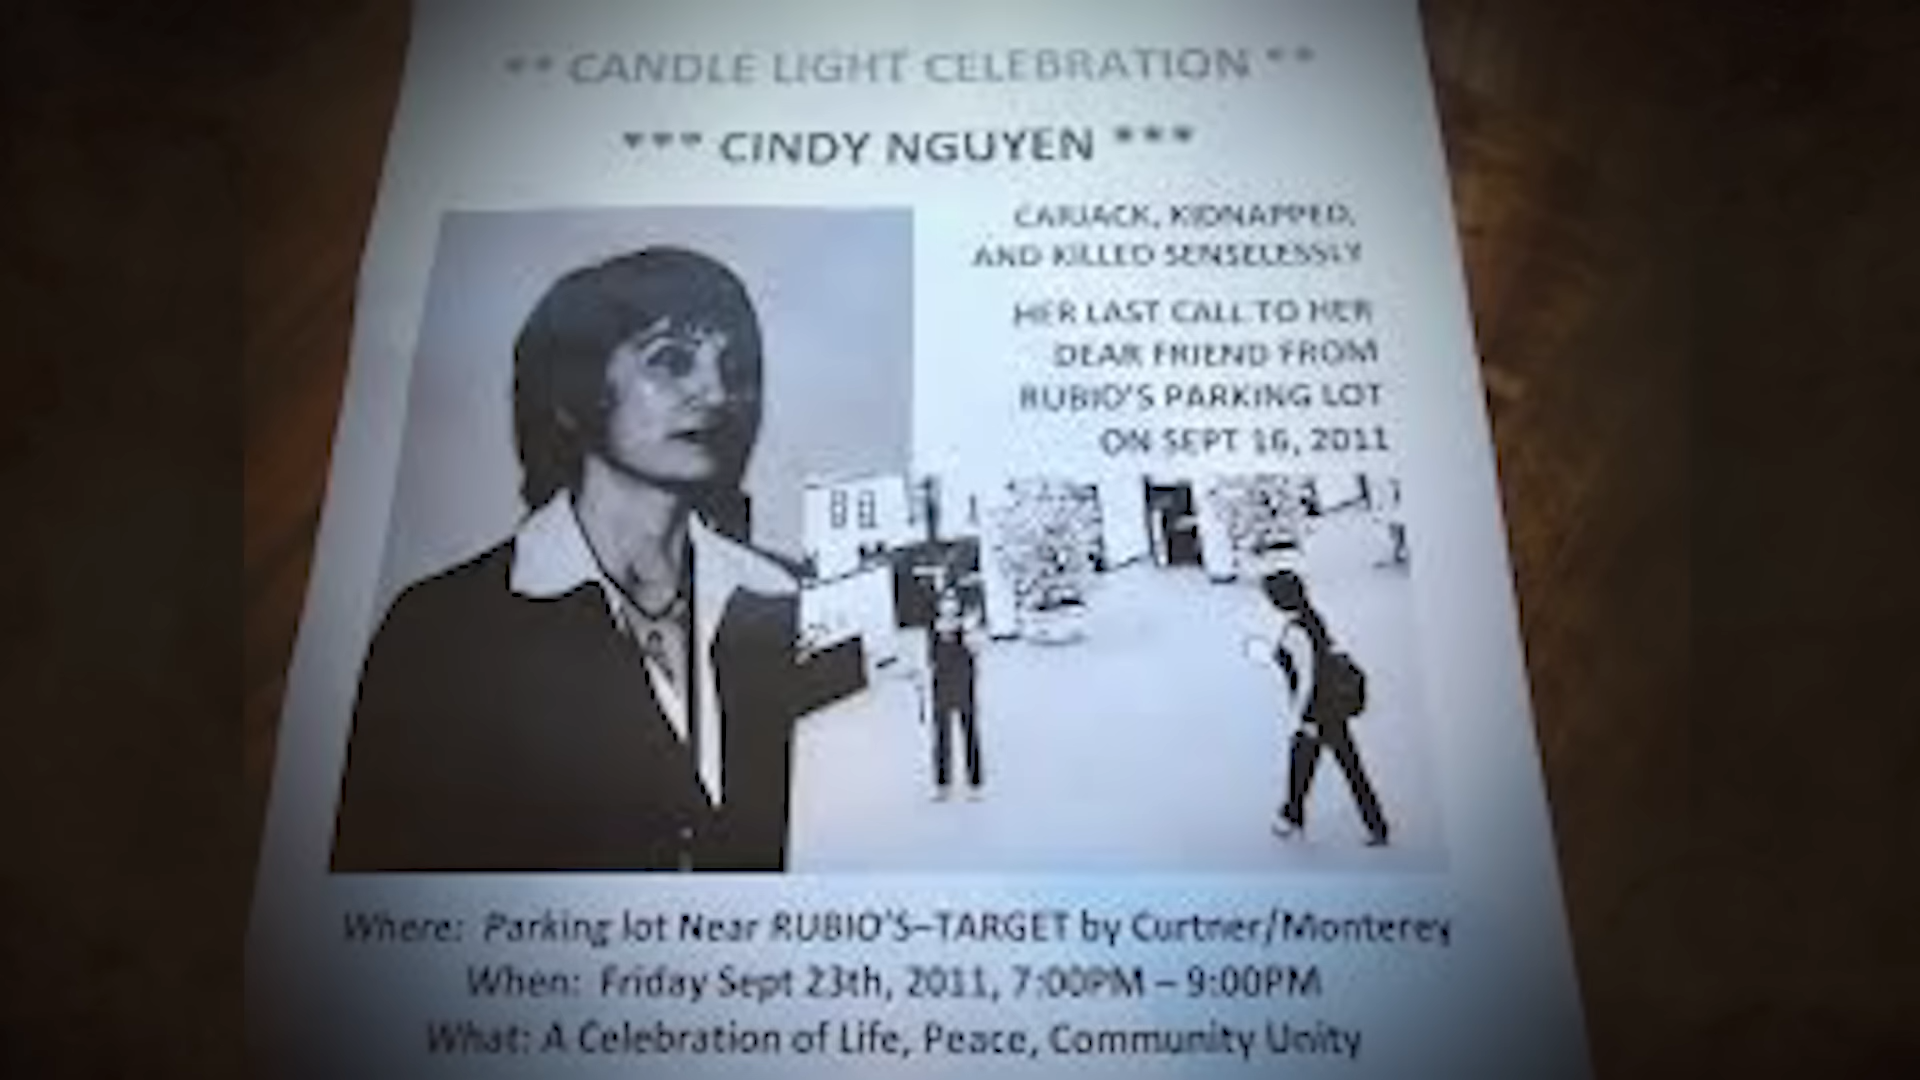 ** CANDLE LIGHT CELEBRATION **
*** CINDY NGUYEN ***
CARJACK, KIDNAPPED,
AND KILLED SENSELESSLY
HER LAST CALL TO HER
DEAR FRIEND FROM
RUBIO'S PARKING LOT
ON SEPT 16, 2011
Where: Parking lot Near RUBIO'S–TARGET by Curtner/Monterey
When: Friday Sept 23th, 2011, 7:00PM – 9:00PM
What: A Celebration of Life, Peace, Community Unity